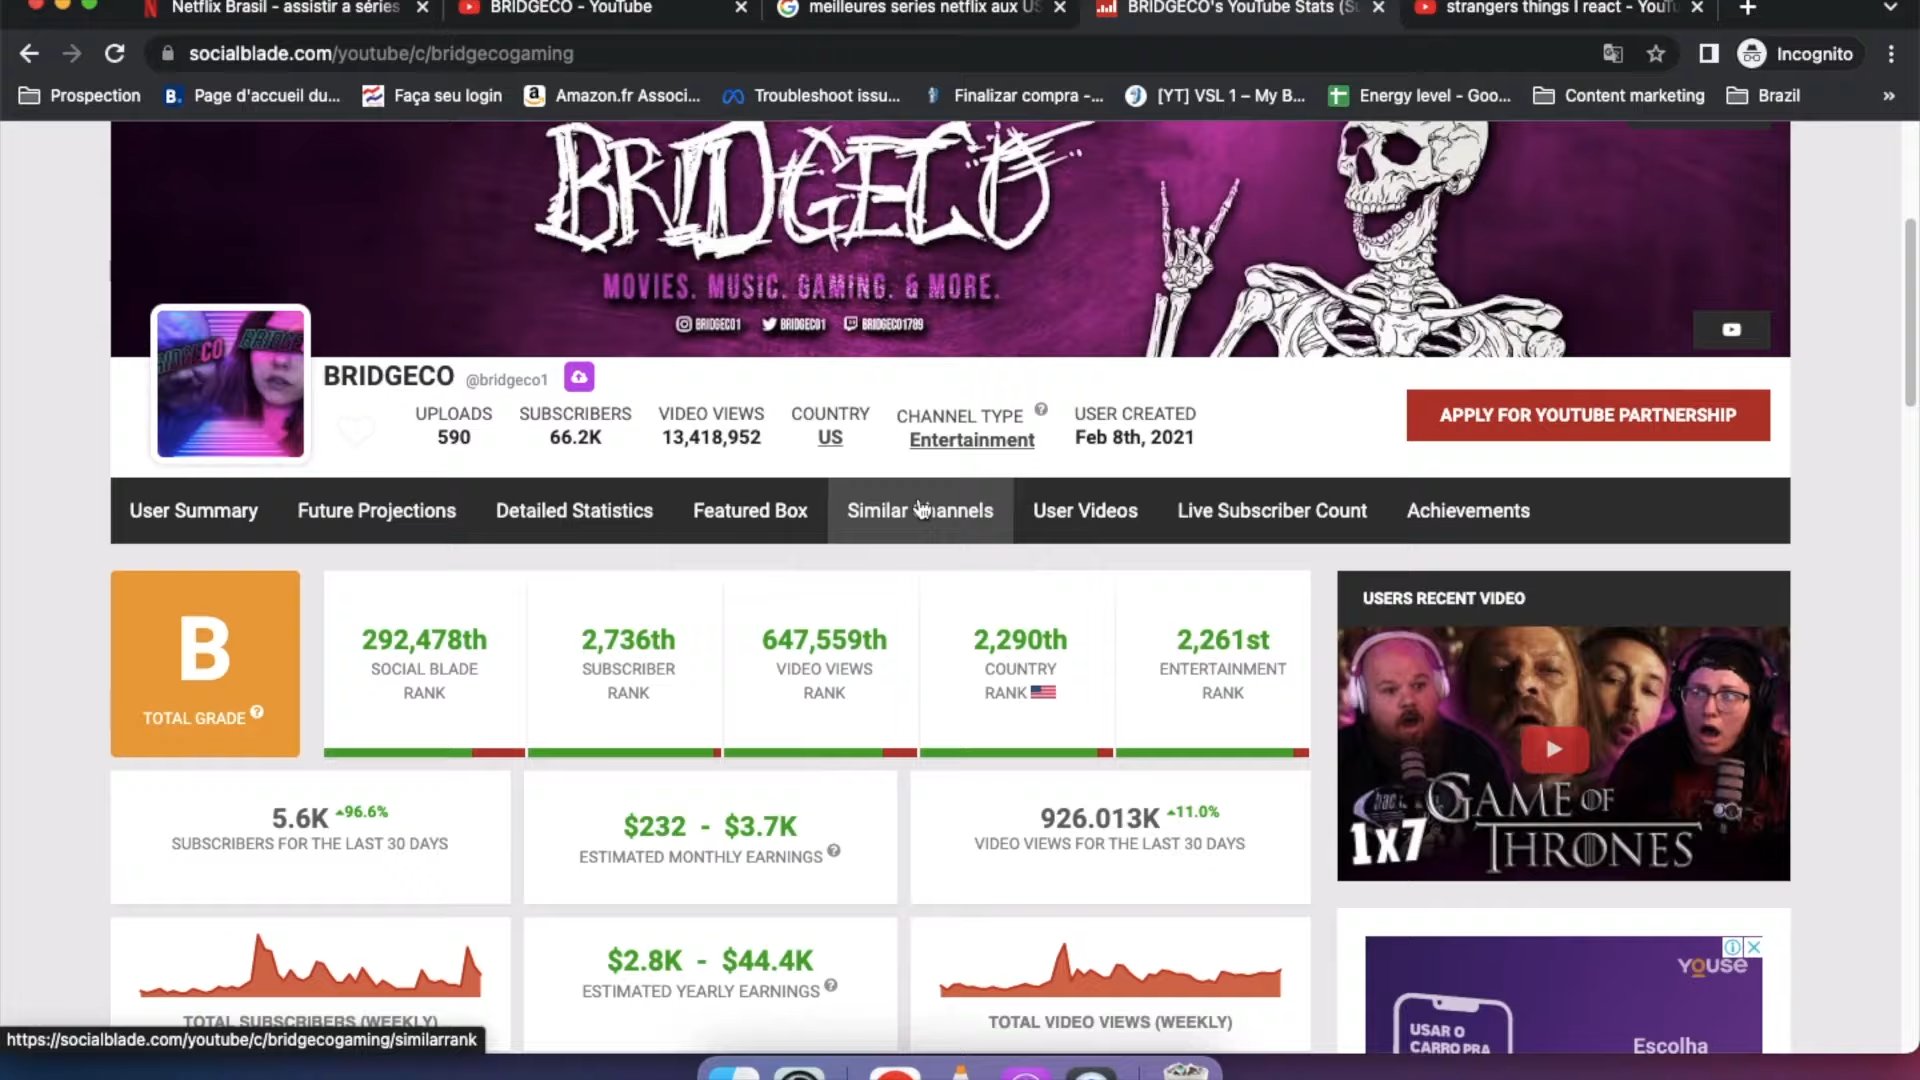 Netflix Brasil - assistir a séries
BRIDGECO - YouTube
meilleures series netflix aux US
BRIDGECO's YouTube Stats (Su
strangers things I react - YouTu
socialblade.com/youtube/c/bridgecogaming
Incognito
Prospection
B. Page d'accueil du...
Faça seu login
Amazon.fr Associ...
Troubleshoot issu...
Finalizar compra -...
[YT] VSL 1 – My B...
Energy level - Goo...
Content marketing
Brazil
»
BRIDGECO
MOVIES. MUSIC. GAMING. & MORE.
BRIDGECO1 BRIDGECO1 BRIDGECO1789
BRIDGECO @bridgeco1
UPLOADS
590
SUBSCRIBERS
66.2K
VIDEO VIEWS
13,418,952
COUNTRY
US
CHANNEL TYPE ?
Entertainment
USER CREATED
Feb 8th, 2021
APPLY FOR YOUTUBE PARTNERSHIP
User Summary
Future Projections
Detailed Statistics
Featured Box
Similar Channels
User Videos
Live Subscriber Count
Achievements
B
TOTAL GRADE ?
292,478th
SOCIAL BLADE
RANK
2,736th
SUBSCRIBER
RANK
647,559th
VIDEO VIEWS
RANK
2,290th
COUNTRY
RANK
2,261st
ENTERTAINMENT
RANK
USERS RECENT VIDEO
GAME OF
THRONES
1x7
5.6K 96.6%
SUBSCRIBERS FOR THE LAST 30 DAYS
$232 - $3.7K
ESTIMATED MONTHLY EARNINGS ?
926.013K 11.0%
VIDEO VIEWS FOR THE LAST 30 DAYS
TOTAL SUBSCRIBERS (WEEKLY)
$2.8K - $44.4K
ESTIMATED YEARLY EARNINGS ?
TOTAL VIDEO VIEWS (WEEKLY)
YOUSE
USAR O
CARRO PRA
Escolha
https://socialblade.com/youtube/c/bridgecogaming/similarrank